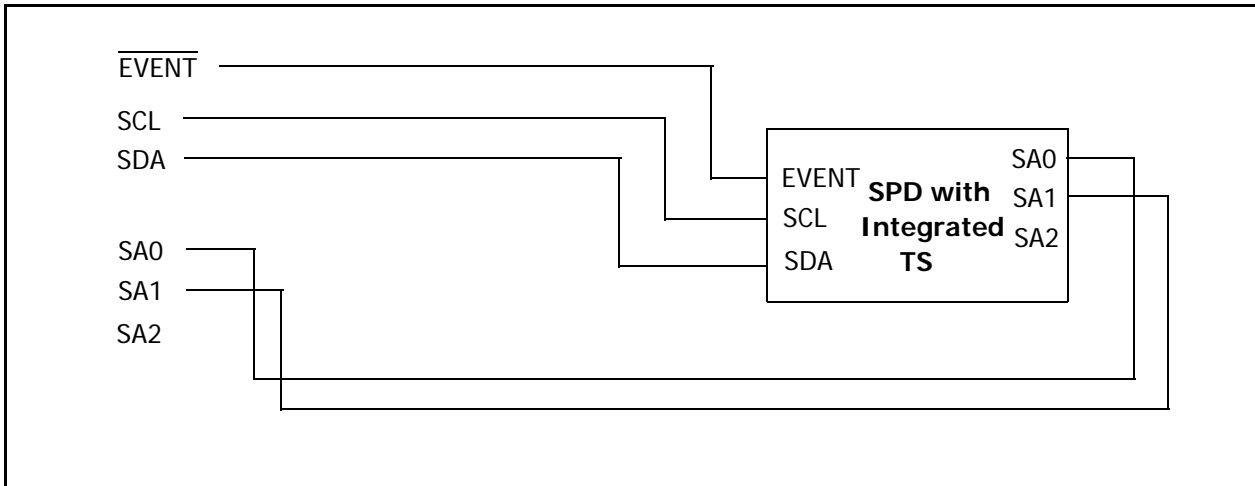 EVENT
SCL
SDA
SA0
SA1
SA2
EVENT
SCL
SDA
SPD with
Integrated
TS
SA0
SA1
SA2